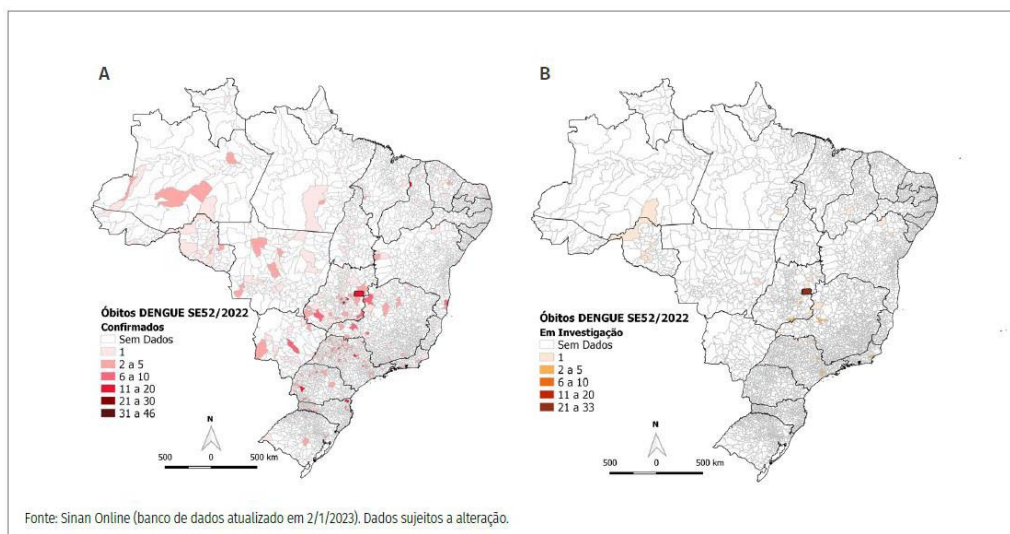 A
B
Óbitos DENGUE SE52/2022
Confirmados
Sem Dados
1
2 a 5
6 a 10
11 a 20
21 a 30
31 a 46
N
500 0 500 km
Óbitos DENGUE SE52/2022
Em Investigação
Sem Dados
1
2 a 5
6 a 10
11 a 20
21 a 33
N
500 0 500 km
Fonte: Sinan Online (banco de dados atualizado em 2/1/2023). Dados sujeitos a alteração.